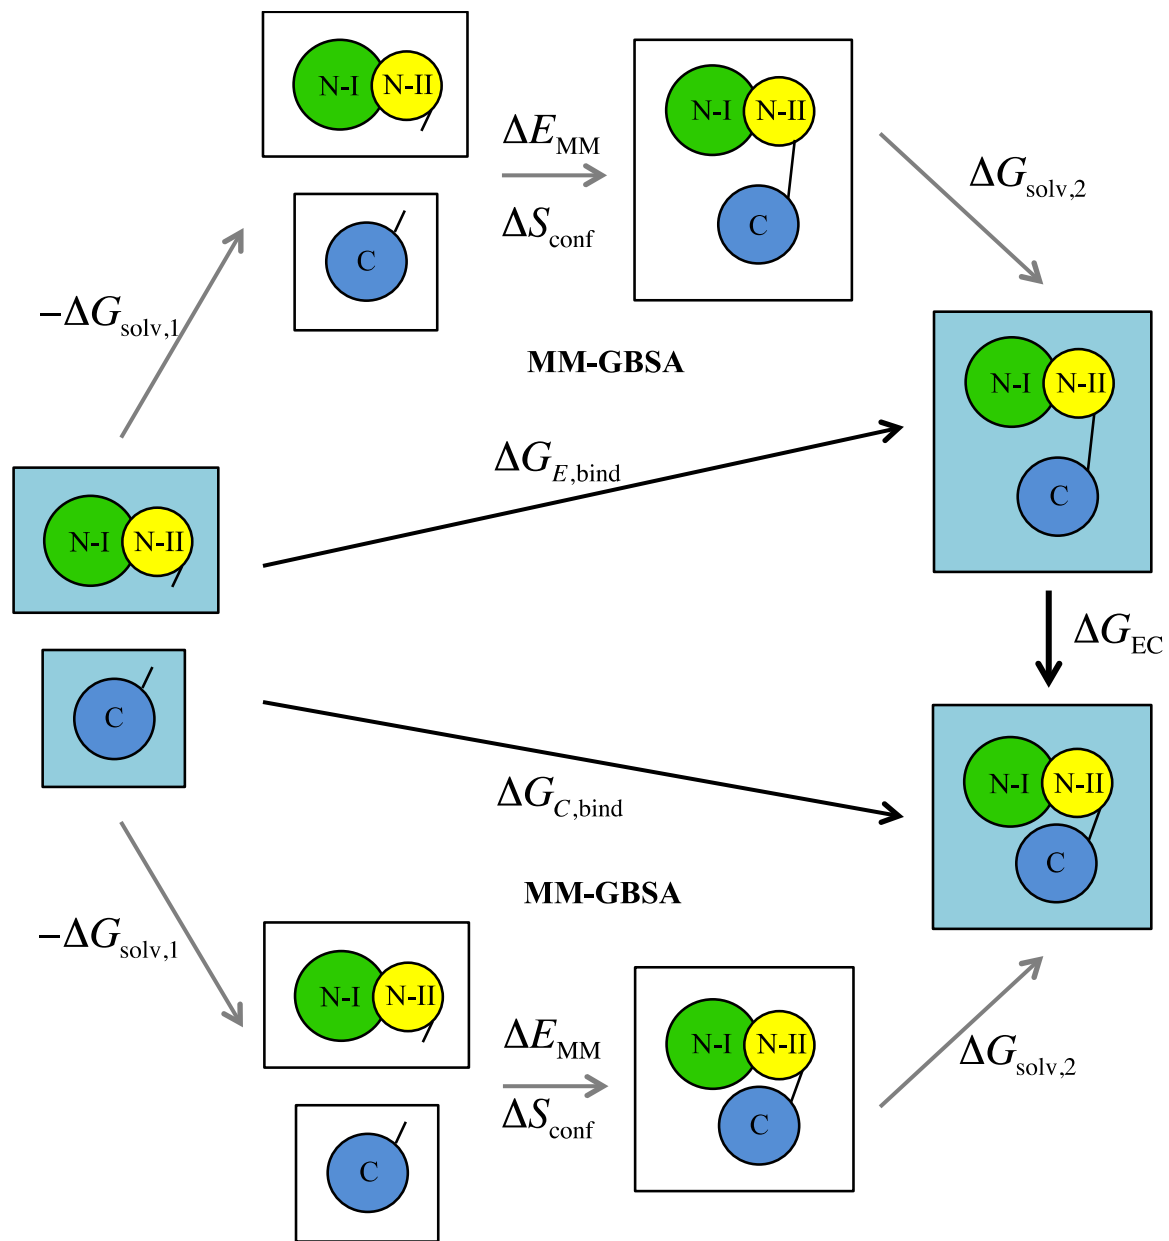 N-I N-II
C
ΔE_MM
ΔS_conf
N-I N-II
C
ΔG_solv,2
−ΔG_solv,1
MM-GBSA
N-I N-II
C
ΔG_E,bind
N-I N-II
C
ΔG_EC
ΔG_C,bind
N-I N-II
C
MM-GBSA
−ΔG_solv,1
N-I N-II
C
ΔE_MM
ΔS_conf
N-I N-II
C
ΔG_solv,2